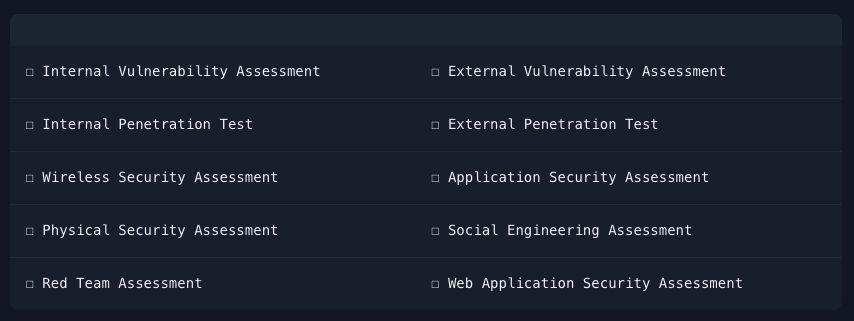 ☐ Internal Vulnerability Assessment ☐ External Vulnerability Assessment
☐ Internal Penetration Test ☐ External Penetration Test
☐ Wireless Security Assessment ☐ Application Security Assessment
☐ Physical Security Assessment ☐ Social Engineering Assessment
☐ Red Team Assessment ☐ Web Application Security Assessment